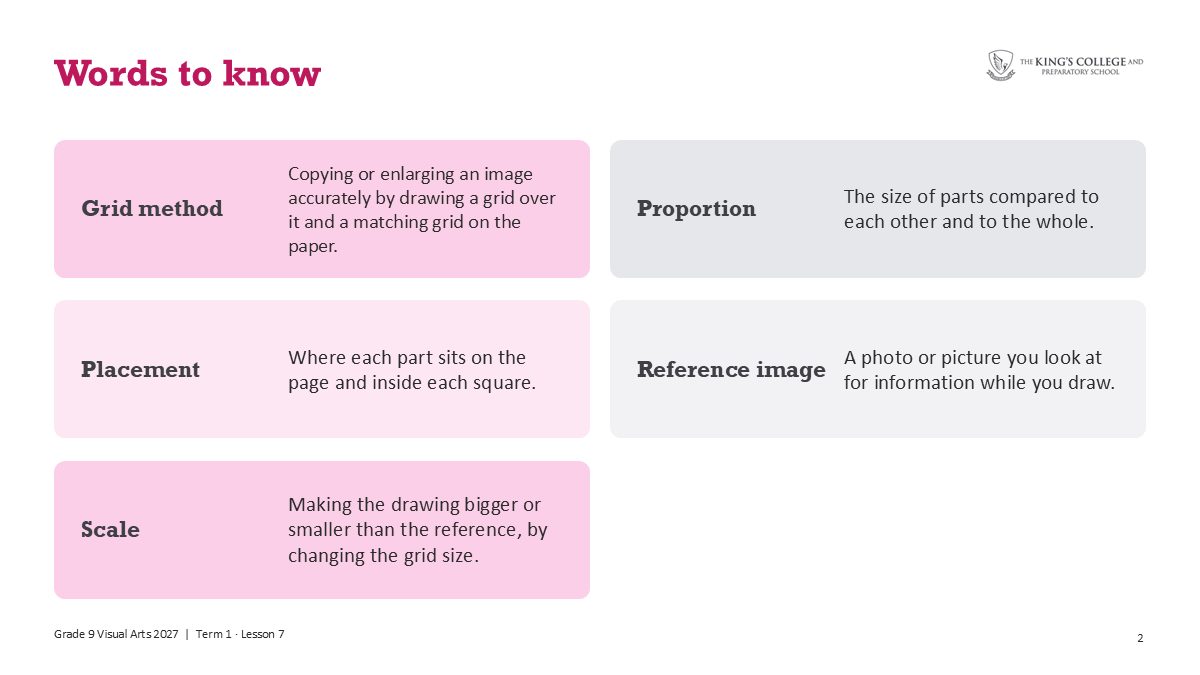 Words to know
THE KING'S COLLEGE AND
PREPARATORY SCHOOL
Grid method
Copying or enlarging an image
accurately by drawing a grid over
it and a matching grid on the
paper.
Proportion
The size of parts compared to
each other and to the whole.
Placement
Where each part sits on the
page and inside each square.
Reference image
A photo or picture you look at
for information while you draw.
Scale
Making the drawing bigger or
smaller than the reference, by
changing the grid size.
Grade 9 Visual Arts 2027 | Term 1 · Lesson 7
2